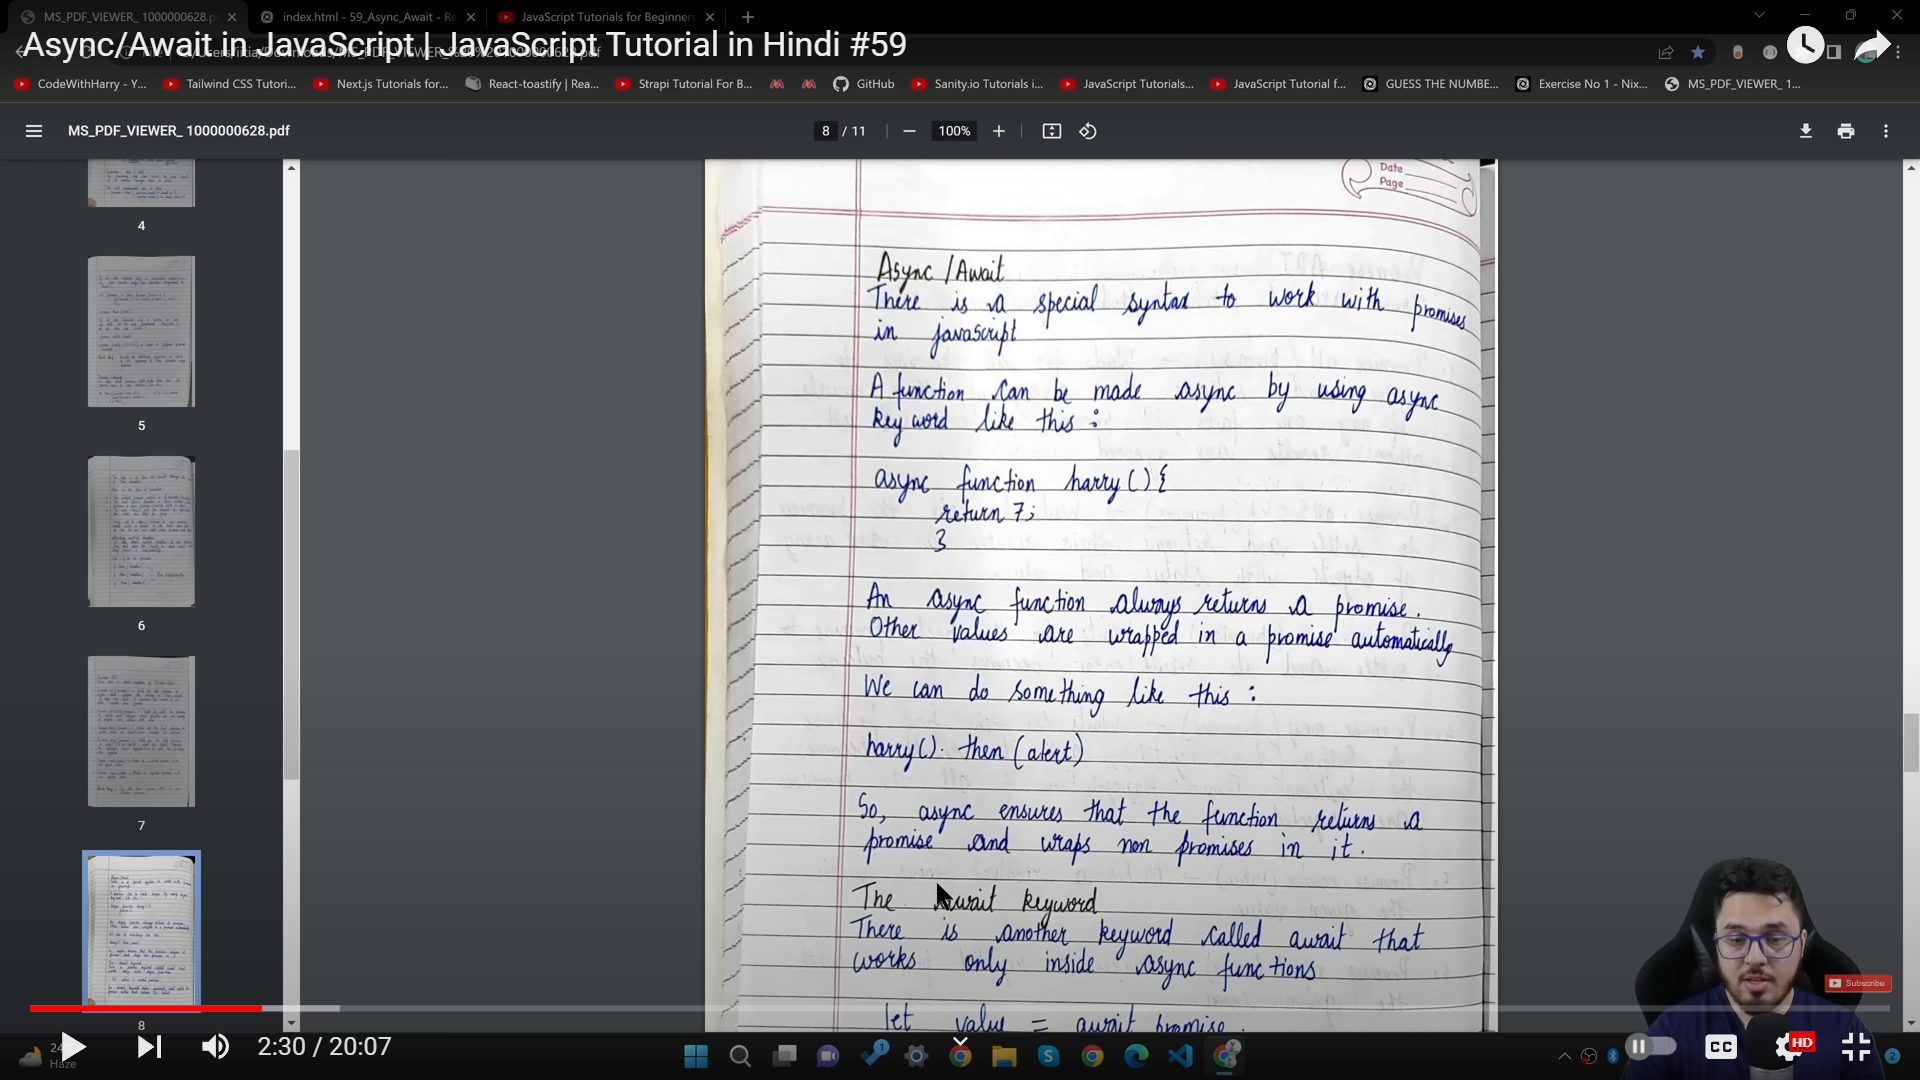 MS_PDF_VIEWER_ 1000000628.p
index.html - 59_Async_Await - Re
JavaScript Tutorials for Beginner
Async/Await in JavaScript | JavaScript Tutorial in Hindi #59
CodeWithHarry - Y...
Tailwind CSS Tutori...
Next.js Tutorials for...
React-toastify | Rea...
Strapi Tutorial For B...
GitHub
Sanity.io Tutorials i...
JavaScript Tutorials...
JavaScript Tutorial f...
GUESS THE NUMBE...
Exercise No 1 - Nix...
MS_PDF_VIEWER_ 1...
MS_PDF_VIEWER_ 1000000628.pdf
8 / 11
100%
4
5
6
7
8
Date
Page
Async /Await
There is a special syntax to work with promises
in javascript
A function can be made async by using async
key word like this :
async function harry () {
return 7;
}
An async function always returns a promise.
Other values are wrapped in a promise automatically
We can do something like this :
harry(). then (alert)
So, async ensures that the function returns a
promise and wraps non promises in it.
The await keyword
There is another keyword called await that
works only inside async functions
let value = await promise.
Subscribe
2:30 / 20:07
CC
HD
Haze
1
2